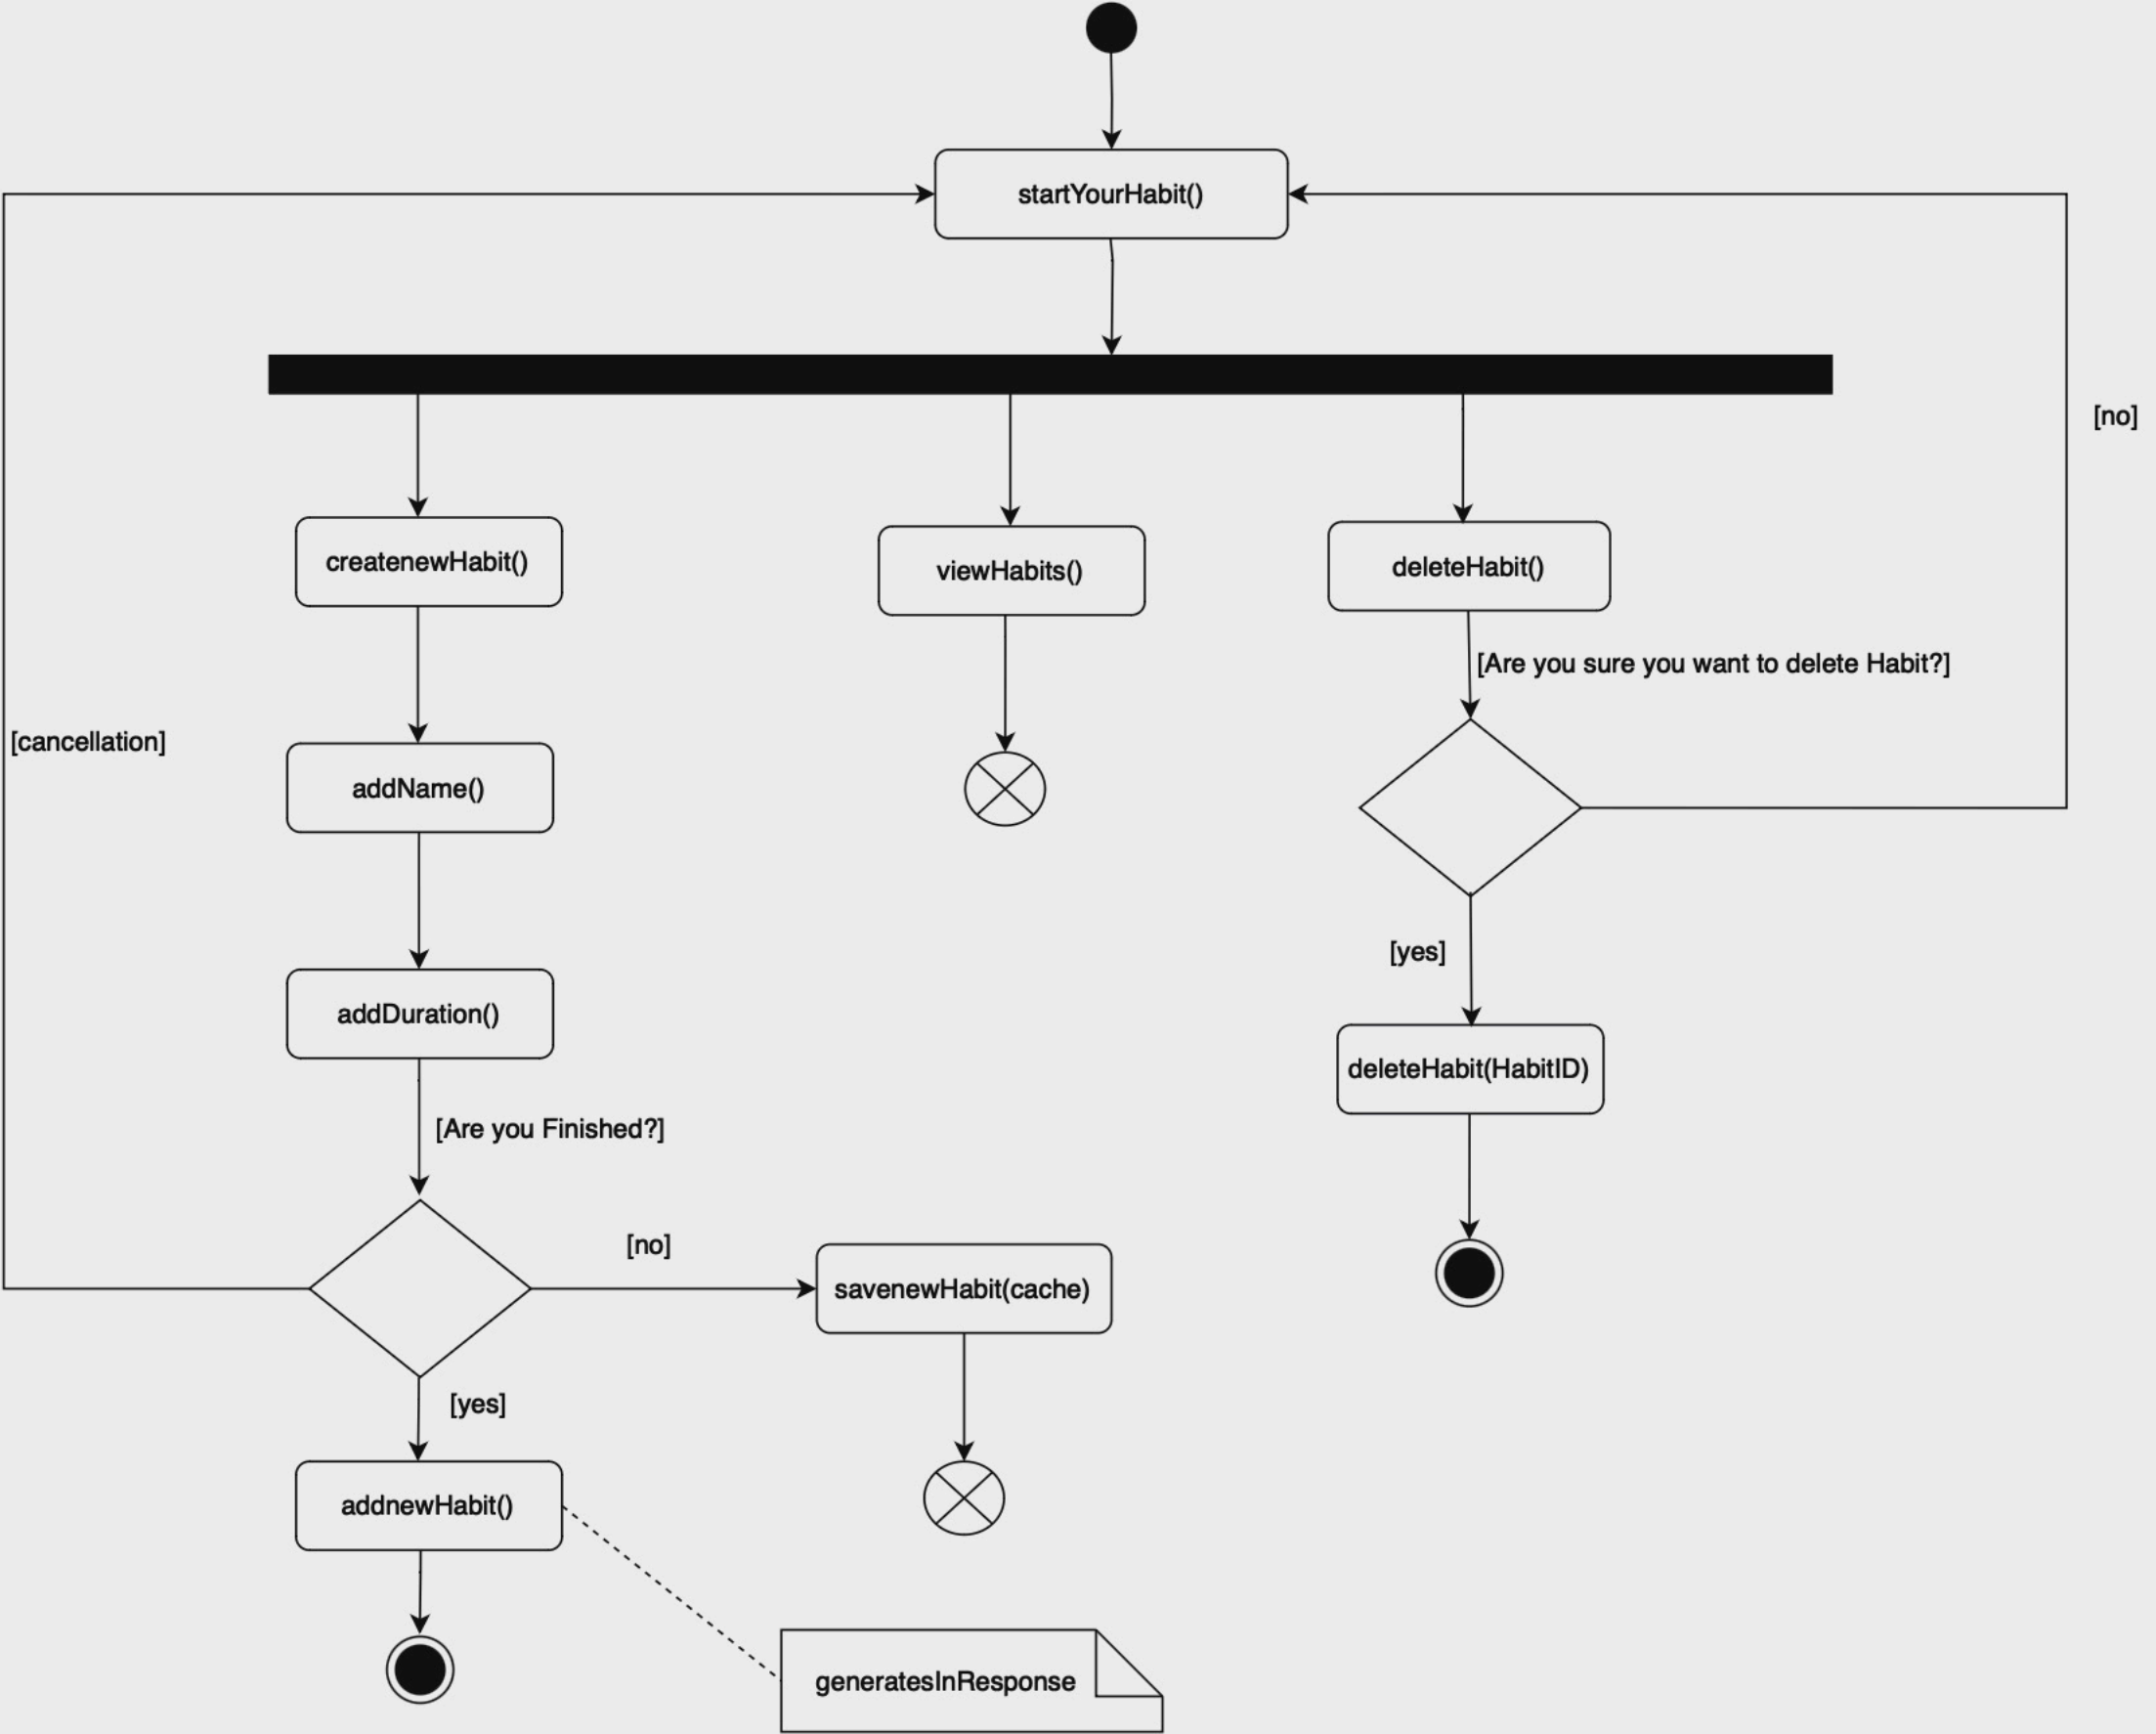 startYourHabit()
[no]
createnewHabit()
viewHabits()
deleteHabit()
[Are you sure you want to delete Habit?]
[cancellation]
addName()
[yes]
addDuration()
deleteHabit(HabitID)
[Are you Finished?]
[no]
savenewHabit(cache)
[yes]
addnewHabit()
generatesInResponse